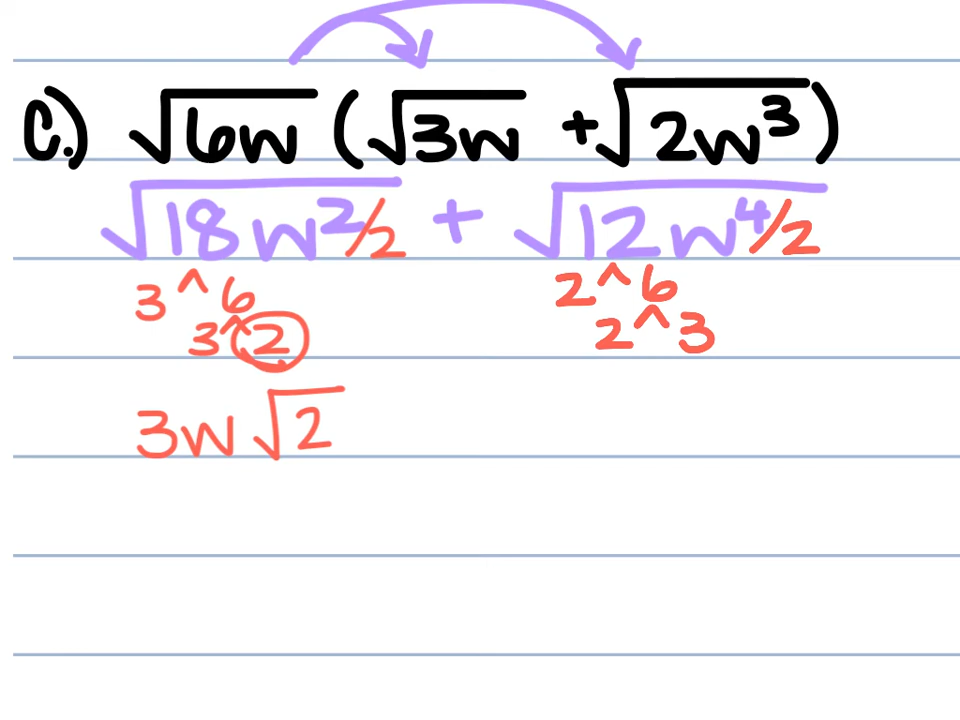 C.) √6w (√3w + √2w³)
√18w²/2 + √12w⁴/2
3 ^ 6 2 ^ 6
3 ^ 2 2 ^ 3
3w √2